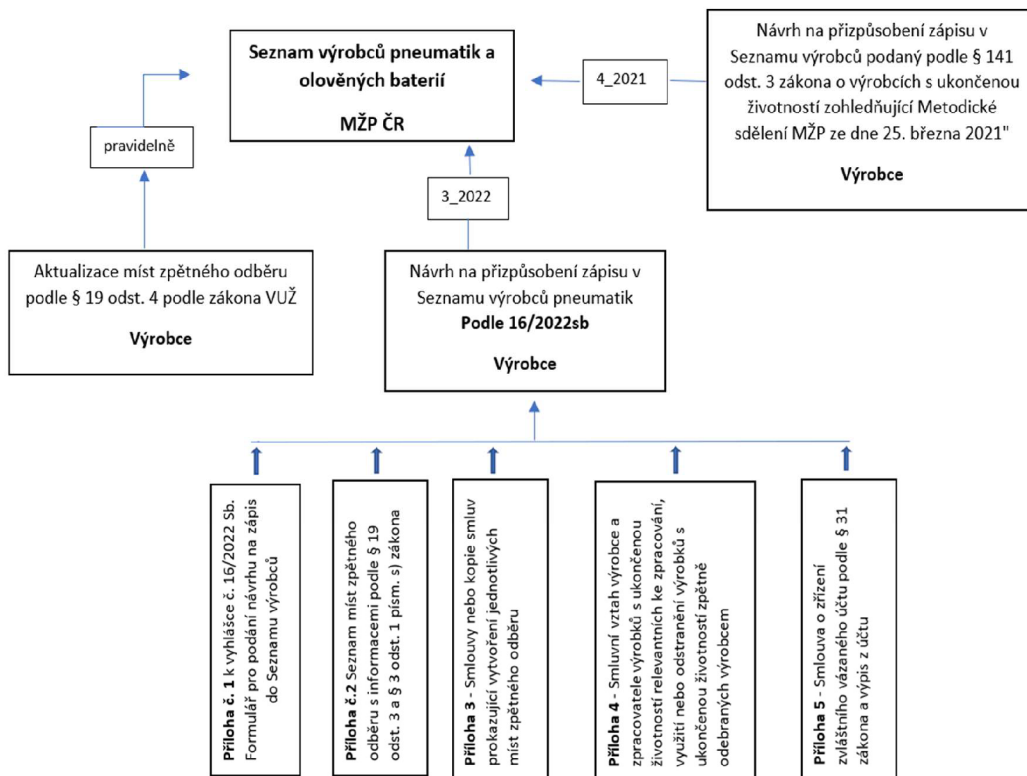 Seznam výrobců pneumatik a
olověných baterií
MŽP ČR
4_2021
Návrh na přizpůsobení zápisu v
Seznamu výrobců podaný podle § 141
odst. 3 zákona o výrobcích s ukončenou
životností zohledňující Metodické
sdělení MŽP ze dne 25. března 2021"
Výrobce
pravidelně
3_2022
Aktualizace míst zpětného odběru
podle § 19 odst. 4 podle zákona VUŽ
Výrobce
Návrh na přizpůsobení zápisu v
Seznamu výrobců pneumatik
Podle 16/2022sb
Výrobce
Příloha č. 1 k vyhlášce č. 16/2022 Sb.
Formulář pro podání návrhu na zápis
do Seznamu výrobců
Příloha č.2 Seznam míst zpětného
odběru s informacemi podle § 19
odst. 3 a § 3 odst. 1 písm. s) zákona
Příloha 3 - Smlouvy nebo kopie smluv
prokazující vytvoření jednotlivých
míst zpětného odběru
Příloha 4 - Smluvní vztah výrobce a
zpracovatele výrobků s ukončenou
životností relevantních ke zpracování,
využití nebo odstranění výrobků s
ukončenou životností zpětně
odebraných výrobcem
Příloha 5 - Smlouva o zřízení
zvláštního vázaného účtu podle § 31
zákona a výpis z účtu